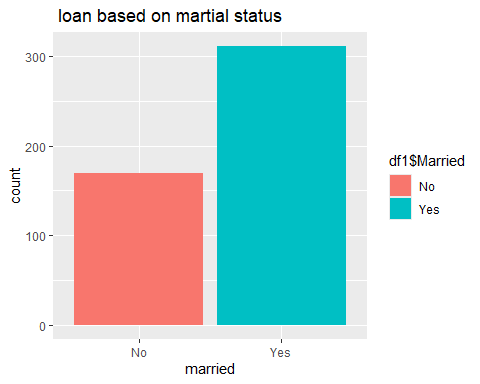 loan based on martial status
count
300
200
100
0
No
Yes
married
df1$Married
No
Yes